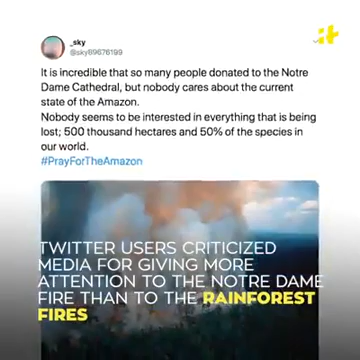 it
_sky
@sky69676199
It is incredible that so many people donated to the Notre
Dame Cathedral, but nobody cares about the current
state of the Amazon.
Nobody seems to be interested in everything that is being
lost; 500 thousand hectares and 50% of the species in
our world.
#PrayForTheAmazon
TWITTER USERS CRITICIZED
MEDIA FOR GIVING MORE
ATTENTION TO THE NOTRE DAME
FIRE THAN TO THE RAINFOREST
FIRES